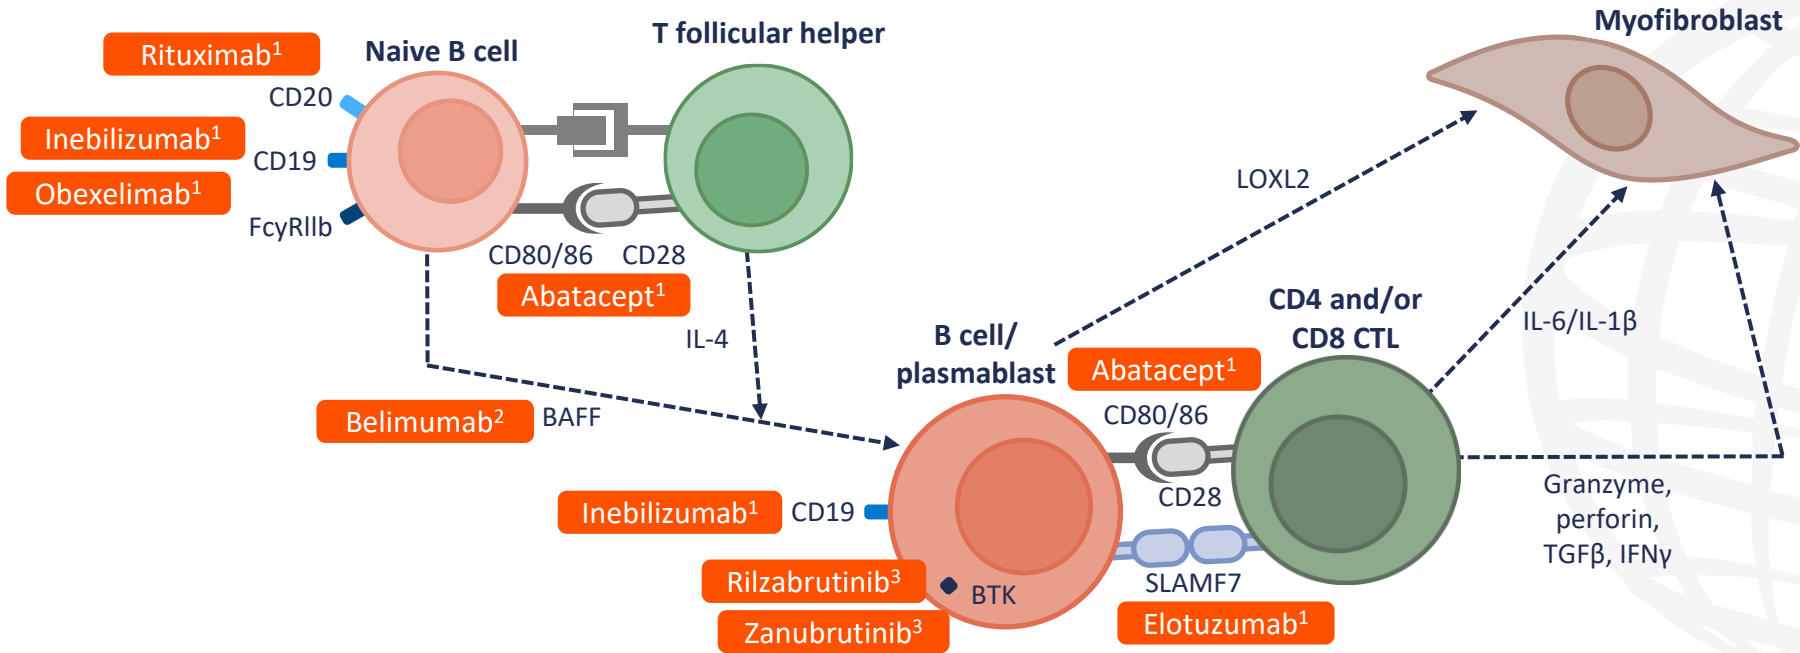 Myofibroblast
T follicular helper
Naive B cell
Rituximab¹
CD20
Inebilizumab¹
CD19
Obexelimab¹
FcyRIIb
CD80/86
CD28
Abatacept¹
LOXL2
IL-4
CD4 and/or
CD8 CTL
IL-6/IL-1β
B cell/
plasmablast
Abatacept¹
Belimumab²
BAFF
CD80/86
CD28
Inebilizumab¹
CD19
Granzyme,
perforin,
TGFβ, IFNγ
Rilzabrutinib³
BTK
SLAMF7
Zanubrutinib³
Elotuzumab¹